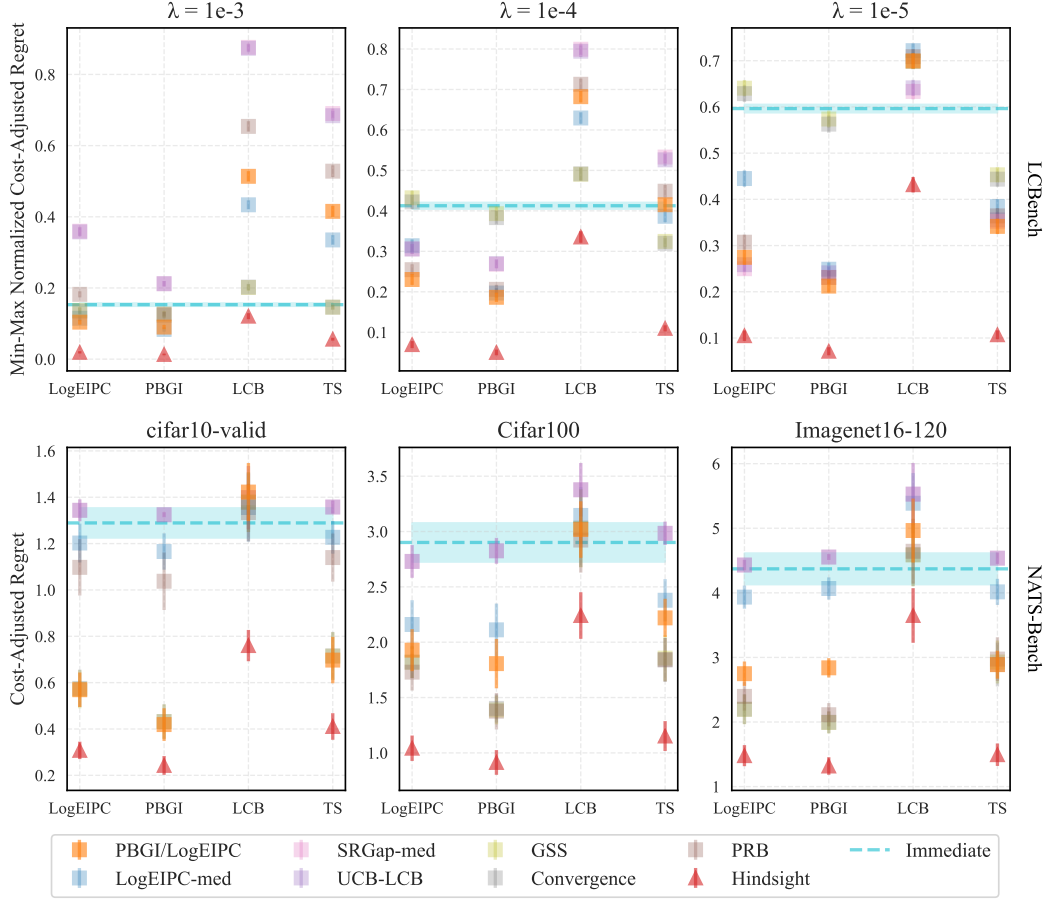 λ = 1e-3
λ = 1e-4
λ = 1e-5
Min-Max Normalized Cost-Adjusted Regret
0.8
0.6
0.4
0.2
0.0
LogEIPC
PBGI
LCB
TS
0.8
0.7
0.6
0.5
0.4
0.3
0.2
0.1
LogEIPC
PBGI
LCB
TS
0.7
0.6
0.5
0.4
0.3
0.2
0.1
LogEIPC
PBGI
LCB
TS
LCBench
cifar10-valid
Cifar100
Imagenet16-120
Cost-Adjusted Regret
1.6
1.4
1.2
1.0
0.8
0.6
0.4
0.2
LogEIPC
PBGI
LCB
TS
3.5
3.0
2.5
2.0
1.5
1.0
LogEIPC
PBGI
LCB
TS
6
5
4
3
2
1
LogEIPC
PBGI
LCB
TS
NATS-Bench
PBGI/LogEIPC
SRGap-med
GSS
PRB
Immediate
LogEIPC-med
UCB-LCB
Convergence
Hindsight